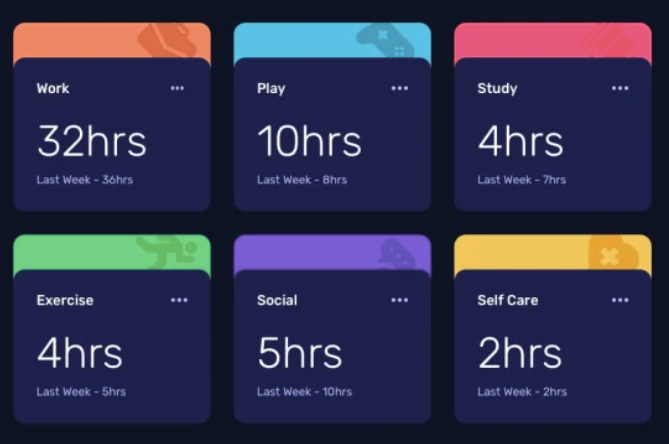 Work
32hrs
Last Week - 36hrs
Play
10hrs
Last Week - 8hrs
Study
4hrs
Last Week - 7hrs
Exercise
4hrs
Last Week - 5hrs
Social
5hrs
Last Week - 10hrs
Self Care
2hrs
Last Week - 2hrs